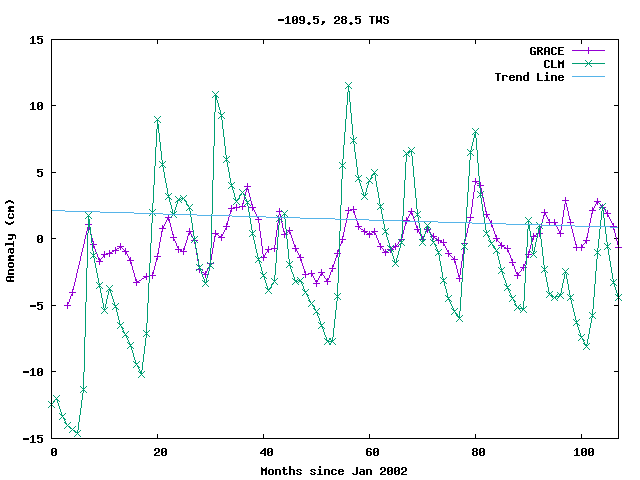 -109.5, 28.5 TWS
GRACE
CLM
Trend Line
15
10
5
0
-5
-10
-15
Anomaly (cm)
0 20 40 60 80 100
Months since Jan 2002